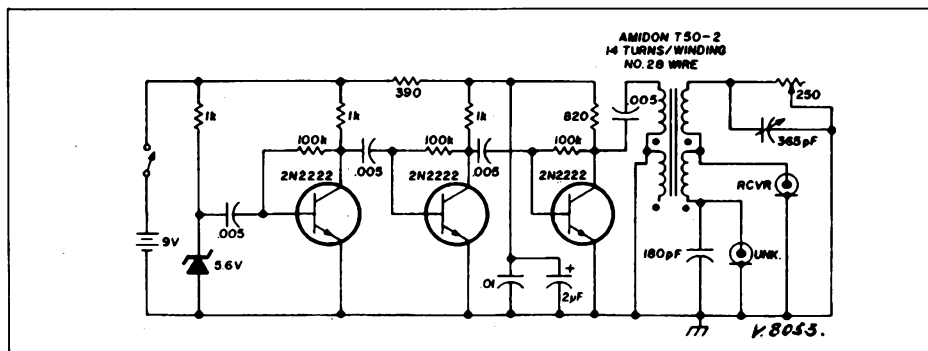 AMIDON T50-2
14 TURNS/WINDING
NO. 28 WIRE
390
250
1k
1k
1k
820
.005
365pF
100k
100k
100k
.005
.005
2N2222
2N2222
2N2222
RCVR
.005
9V
5.6V
180pF
UNK.
.01
+
2µF
V.8053.